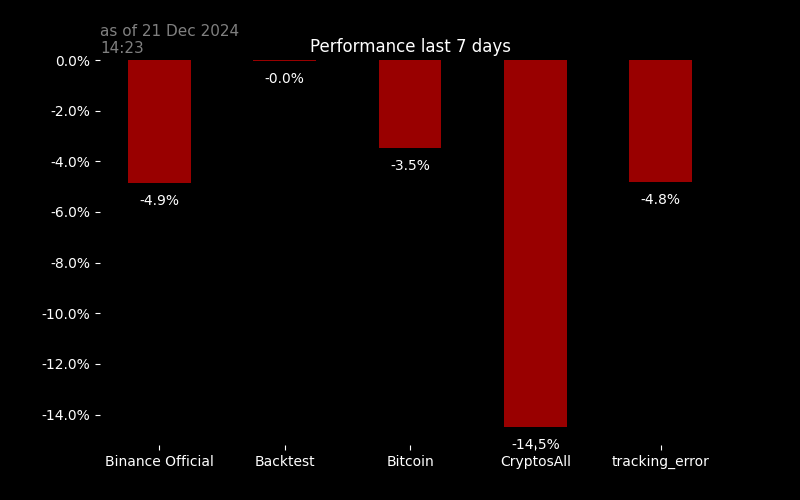 as of 21 Dec 2024
14:23
Performance last 7 days
0.0%
-2.0%
-4.0%
-6.0%
-8.0%
-10.0%
-12.0%
-14.0%
-4.9%
-0.0%
-3.5%
-14.5%
-4.8%
Binance Official
Backtest
Bitcoin
CryptosAll
tracking_error